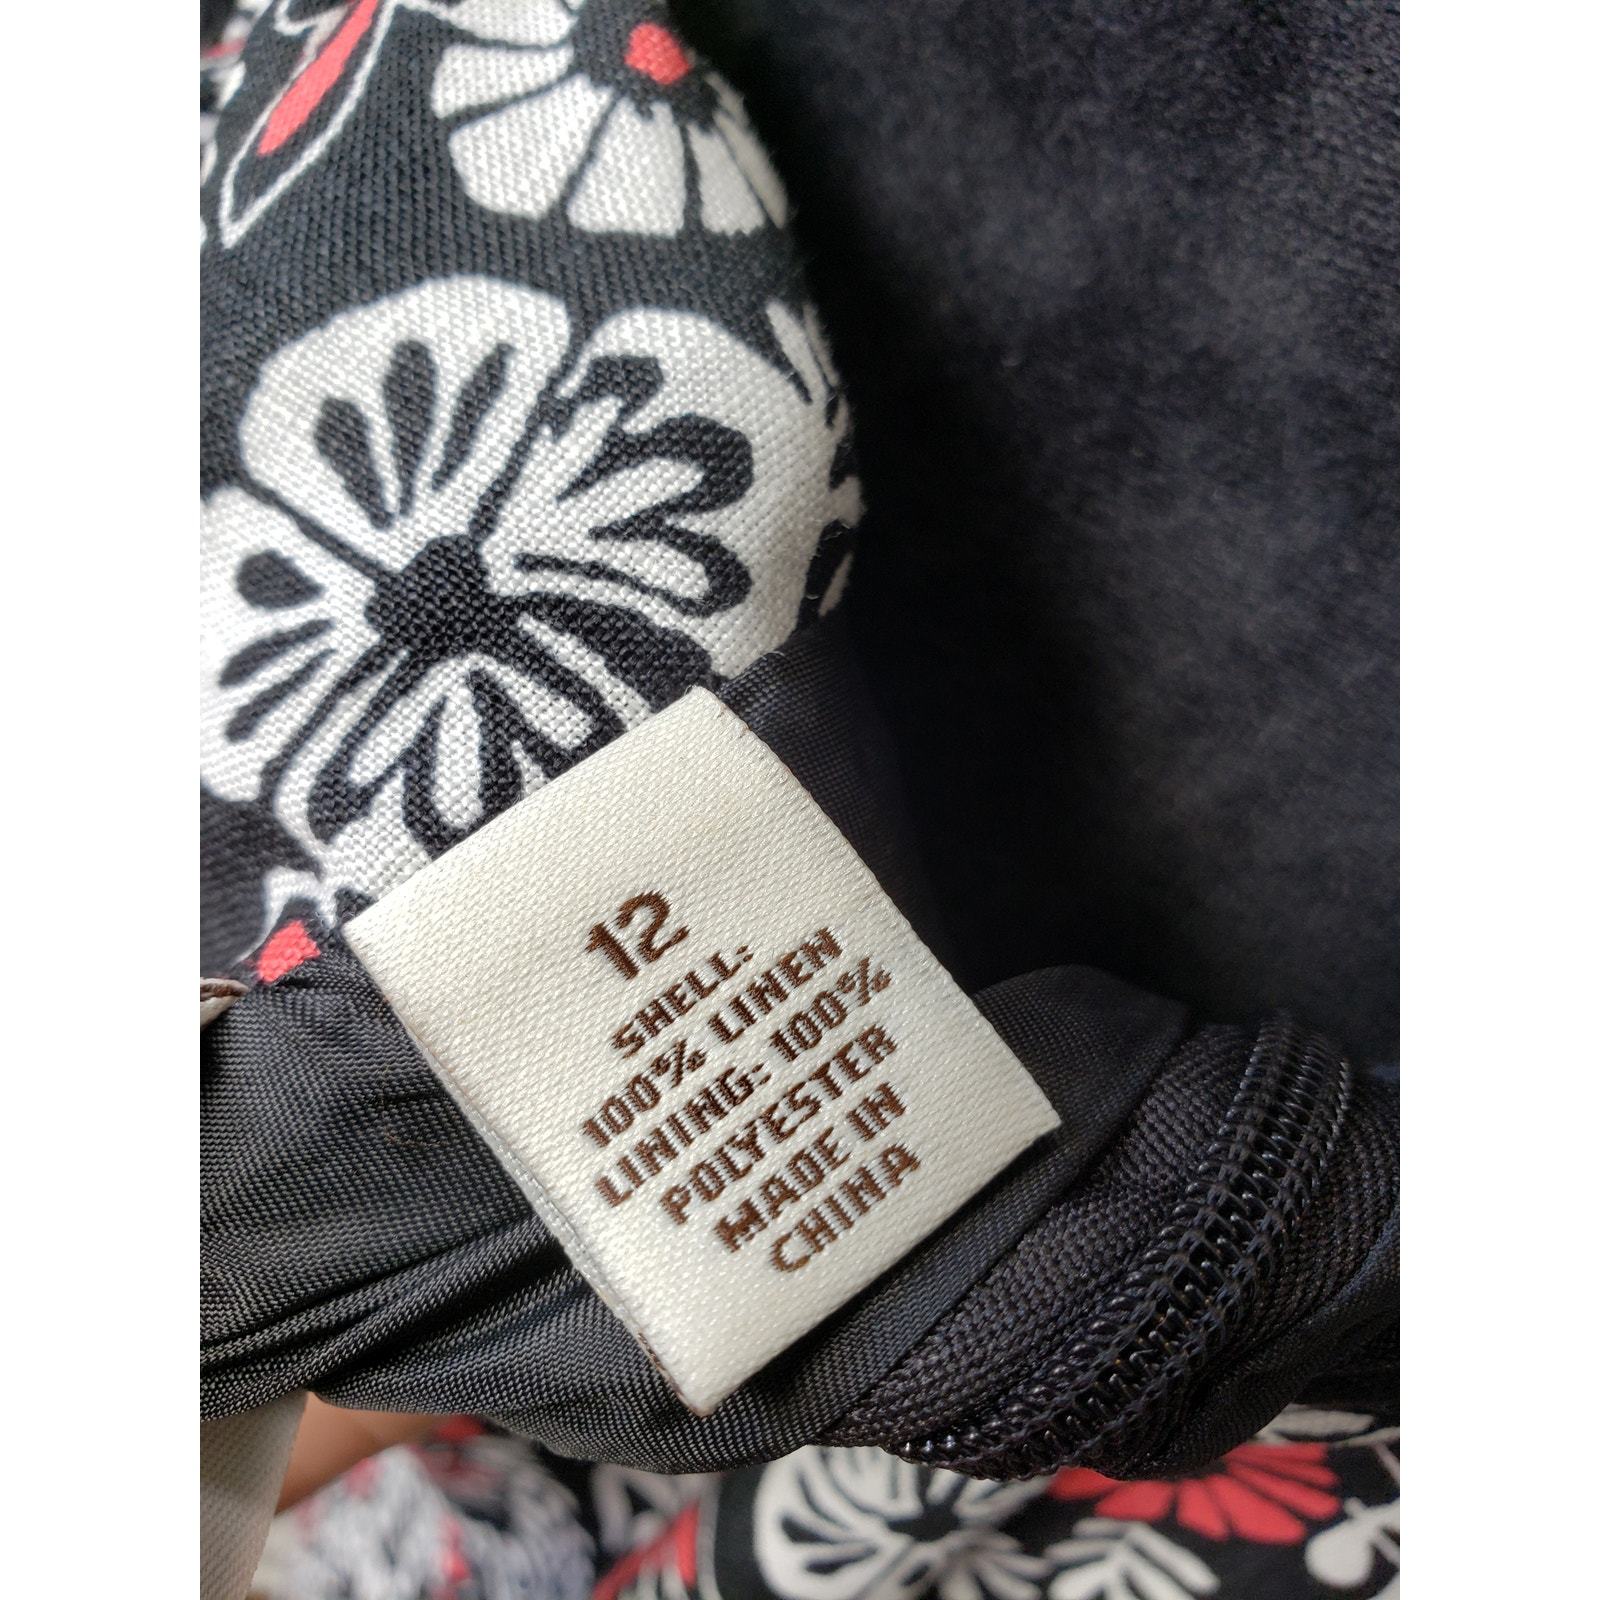 12
SHELL:
100% LINEN
LINING: 100%
POLYESTER
MADE IN
CHINA